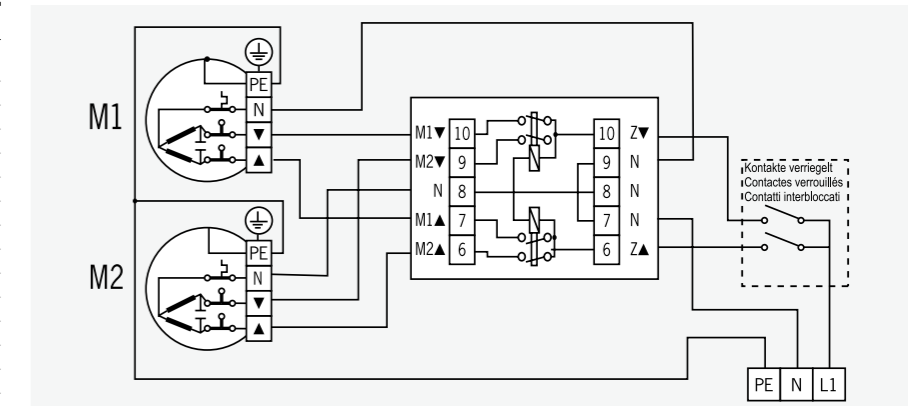 M1
PE
N
▼
▲
M2
PE
N
▼
▲
M1▼ 10 10 Z▼
M2▼ 9 9 N
N 8 8 N
M1▲ 7 7 N
M2▲ 6 6 Z▲
Kontakte verriegelt
Contactes verrouillés
Contatti interbloccati
PE N L1